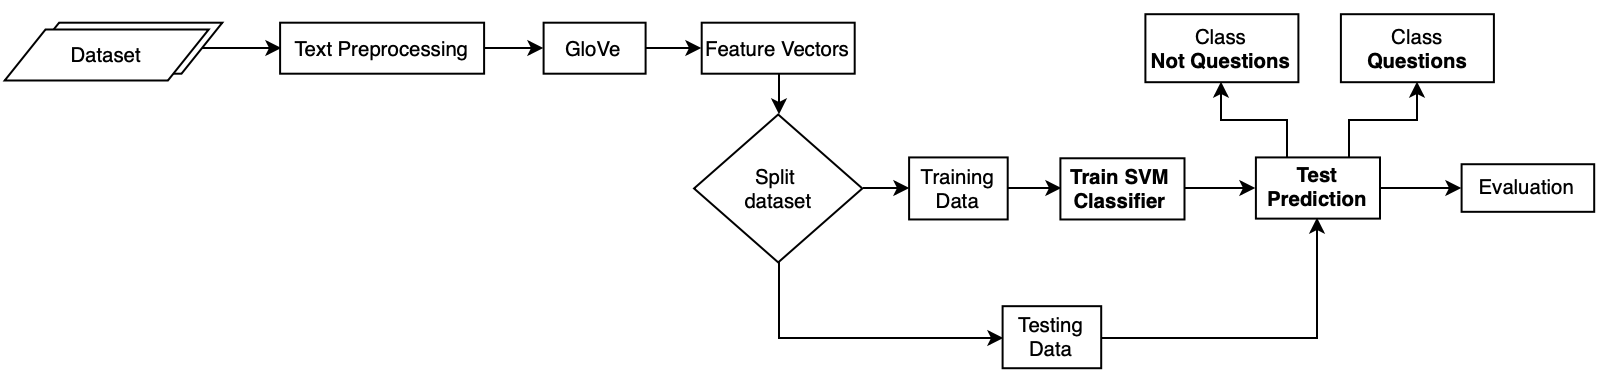 Dataset
Text Preprocessing
GloVe
Feature Vectors
Split
dataset
Training
Data
Train SVM
Classifier
Test
Prediction
Class
Not Questions
Class
Questions
Evaluation
Testing
Data